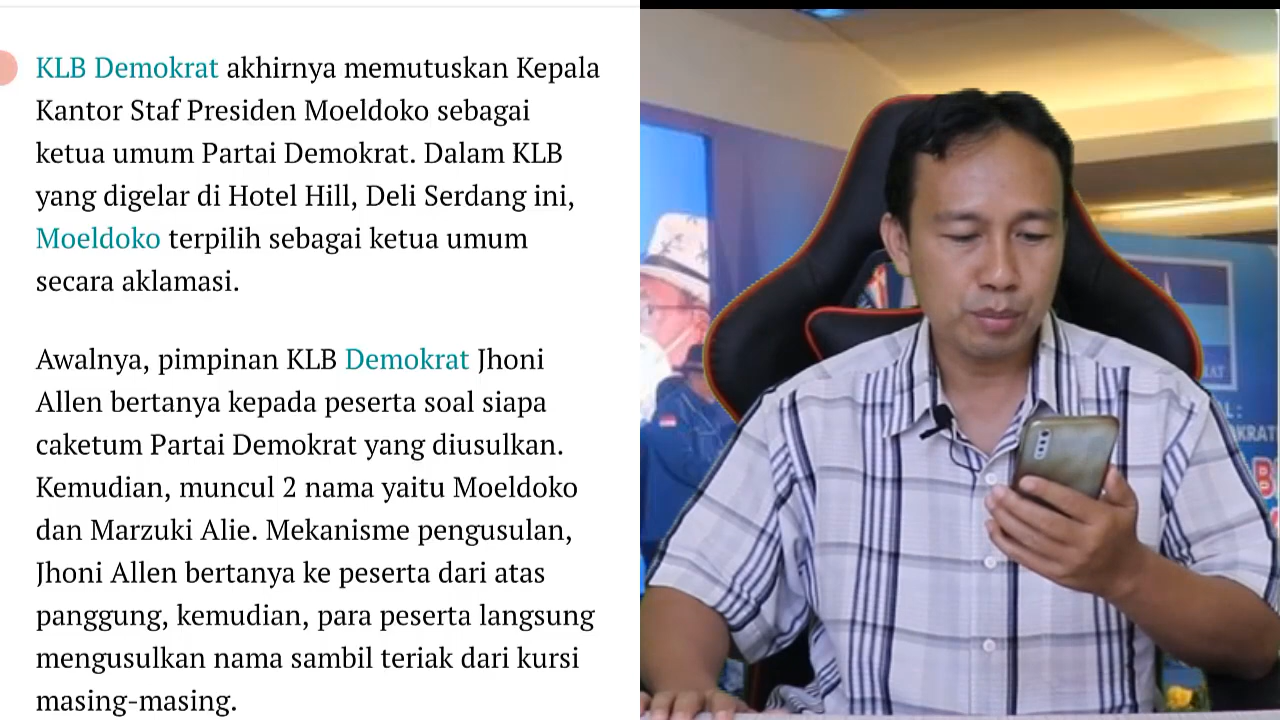 KLB Demokrat akhirnya memutuskan Kepala
Kantor Staf Presiden Moeldoko sebagai
ketua umum Partai Demokrat. Dalam KLB
yang digelar di Hotel Hill, Deli Serdang ini,
Moeldoko terpilih sebagai ketua umum
secara aklamasi.
Awalnya, pimpinan KLB Demokrat Jhoni
Allen bertanya kepada peserta soal siapa
caketum Partai Demokrat yang diusulkan.
Kemudian, muncul 2 nama yaitu Moeldoko
dan Marzuki Alie. Mekanisme pengusulan,
Jhoni Allen bertanya ke peserta dari atas
panggung, kemudian, para peserta langsung
mengusulkan nama sambil teriak dari kursi
masing-masing.